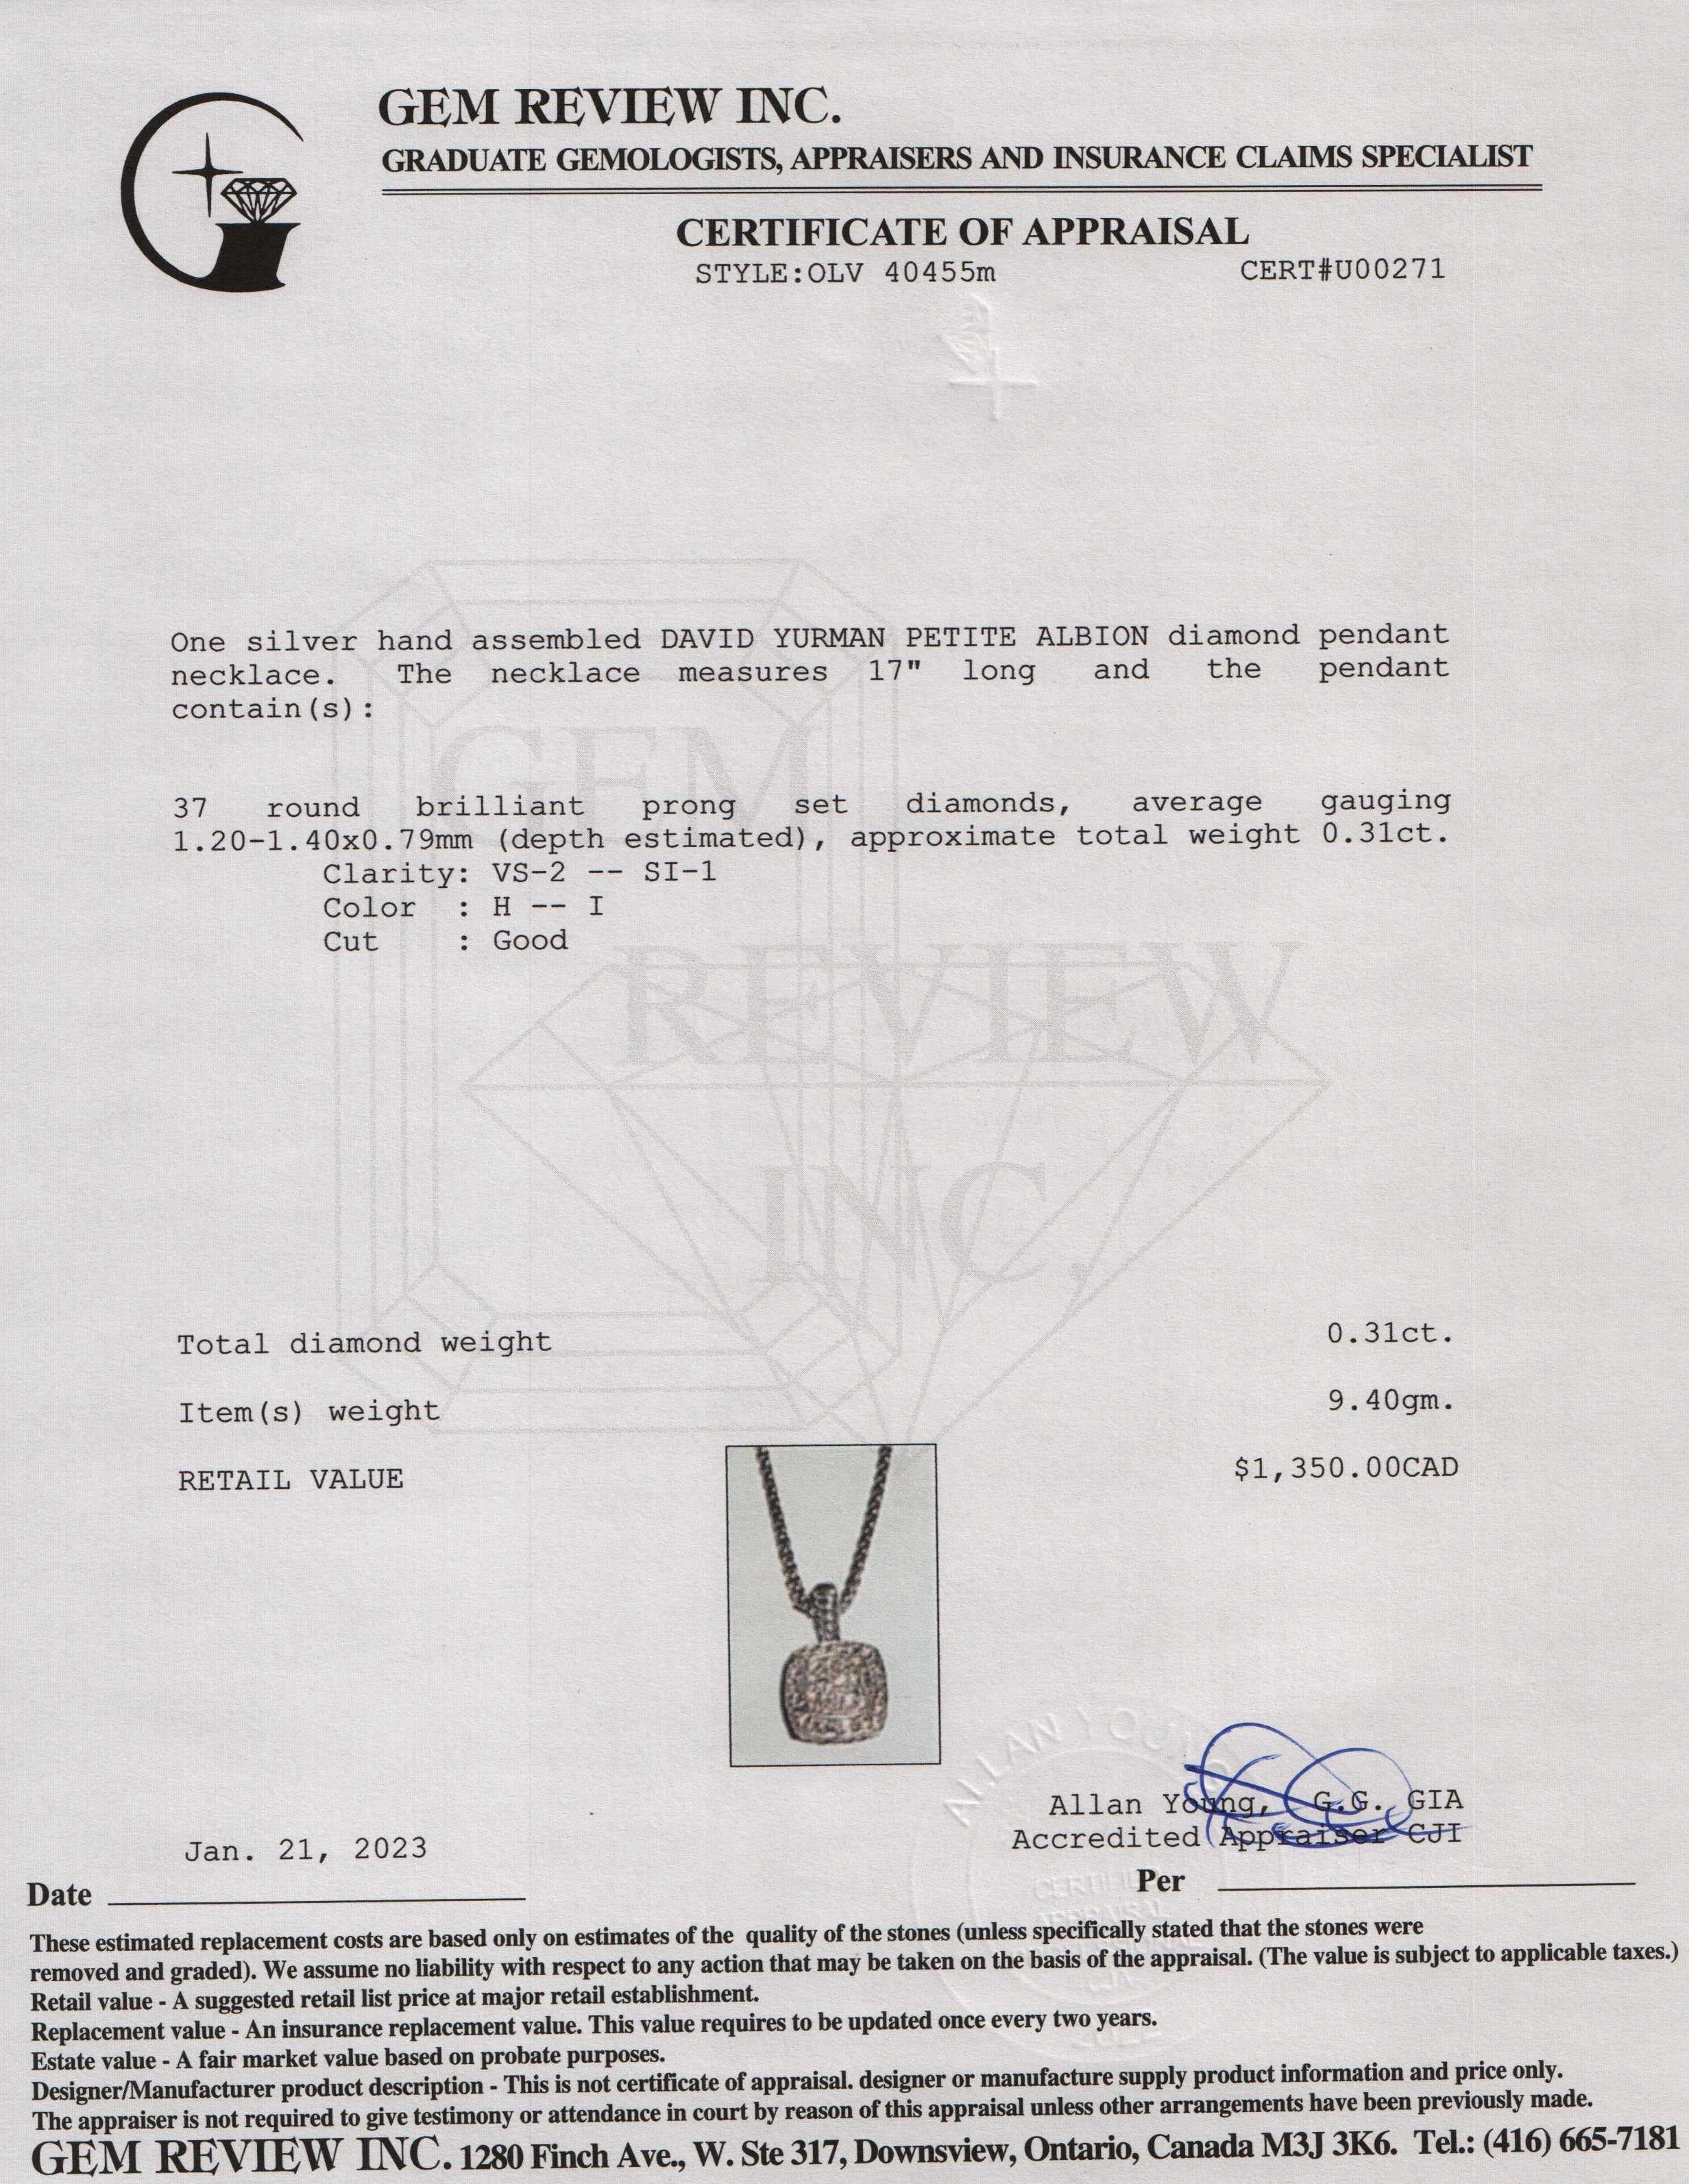 GEM REVIEW INC.
GRADUATE GEMOLOGISTS, APPRAISERS AND INSURANCE CLAIMS SPECIALIST
CERTIFICATE OF APPRAISAL
STYLE:OLV 40455m CERT#U00271
One silver hand assembled DAVID YURMAN PETITE ALBION diamond pendant
necklace. The necklace measures 17" long and the pendant
contain(s):
GEM
37 round brilliant prong set diamonds, average gauging
1.20-1.40x0.79mm (depth estimated), approximate total weight 0.31ct.
Clarity: VS-2 -- SI-1
Color : H -- I
Cut : Good
REVIEW
INC.
Total diamond weight 0.31ct.
Item(s) weight 9.40gm.
RETAIL VALUE $1,350.00CAD
ALLAN YOUNG
Allan Young, G.G. GIA
Accredited Appraiser CJI
Jan. 21, 2023
Date
Per
These estimated replacement costs are based only on estimates of the quality of the stones (unless specifically stated that the stones were
removed and graded). We assume no liability with respect to any action that may be taken on the basis of the appraisal. (The value is subject to applicable taxes.)
Retail value - A suggested retail list price at major retail establishment.
Replacement value - An insurance replacement value. This value requires to be updated once every two years.
Estate value - A fair market value based on probate purposes.
Designer/Manufacturer product description - This is not certificate of appraisal. designer or manufacture supply product information and price only.
The appraiser is not required to give testimony or attendance in court by reason of this appraisal unless other arrangements have been previously made.
GEM REVIEW INC. 1280 Finch Ave., W. Ste 317, Downsview, Ontario, Canada M3J 3K6. Tel.: (416) 665-7181